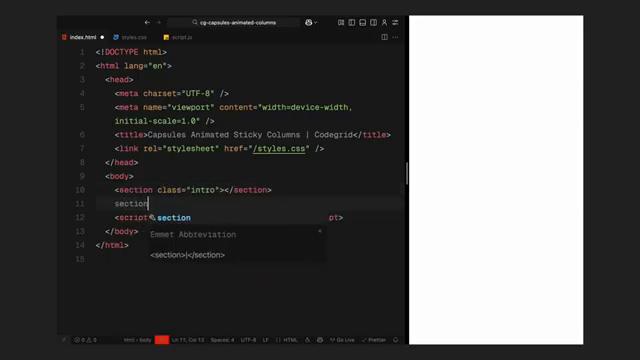 cg-capsules-animated-columns
index.html
styles.css
script.js
1 <!DOCTYPE html>
2 <html lang="en">
3 <head>
4 <meta charset="UTF-8" />
5 <meta name="viewport" content="width=device-width,
initial-scale=1.0" />
6 <title>Capsules Animated Sticky Columns | Codegrid</title>
7 <link rel="stylesheet" href="/styles.css" />
8 </head>
9 <body>
10 <section class="intro"></section>
11 section
12 <script section pt>
Emmet Abbreviation
13 </body>
<section>|</section>
14 </html>
15
0 0 html › body Ln 11, Col 12 Spaces: 4 UTF-8 LF HTML Go Live Prettier